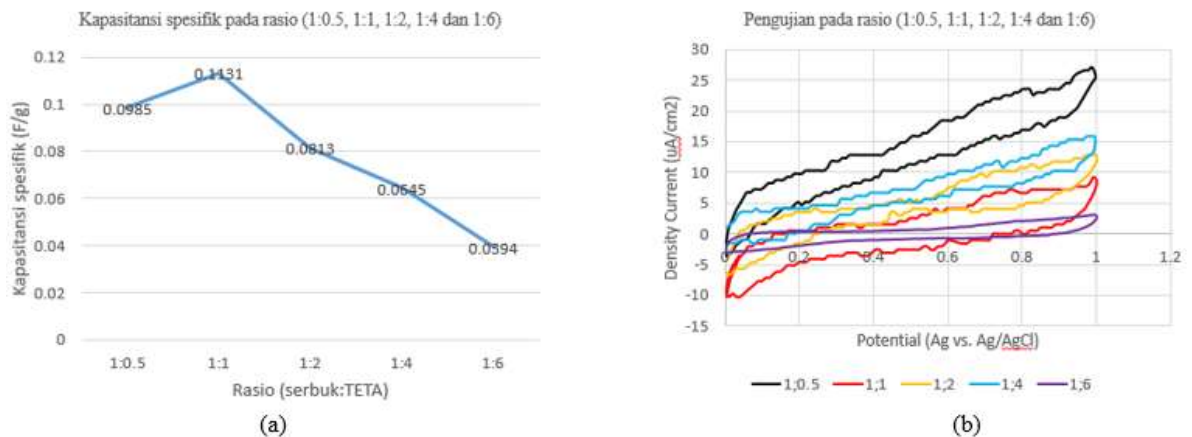 Kapasitansi spesifik pada rasio (1:0.5, 1:1, 1:2, 1:4 dan 1:6)
0.12
0.1
0.08
0.06
0.04
0.02
0
Kapasitansi spesifik (F/g)
0.0985
0.1131
0.0813
0.0645
0.0594
1:0.5 1:1 1:2 1:4 1:6
Rasio (serbuk:TETA)
(a)
Pengujian pada rasio (1:0.5, 1:1, 1:2, 1:4 dan 1:6)
30
25
20
15
10
5
0
-5
-10
-15
Density Current (uA/cm2)
0 0.2 0.4 0.6 0.8 1 1.2
Potential (Ag vs. Ag/AgCl)
1;0.5 1;1 1;2 1;4 1;6
(b)